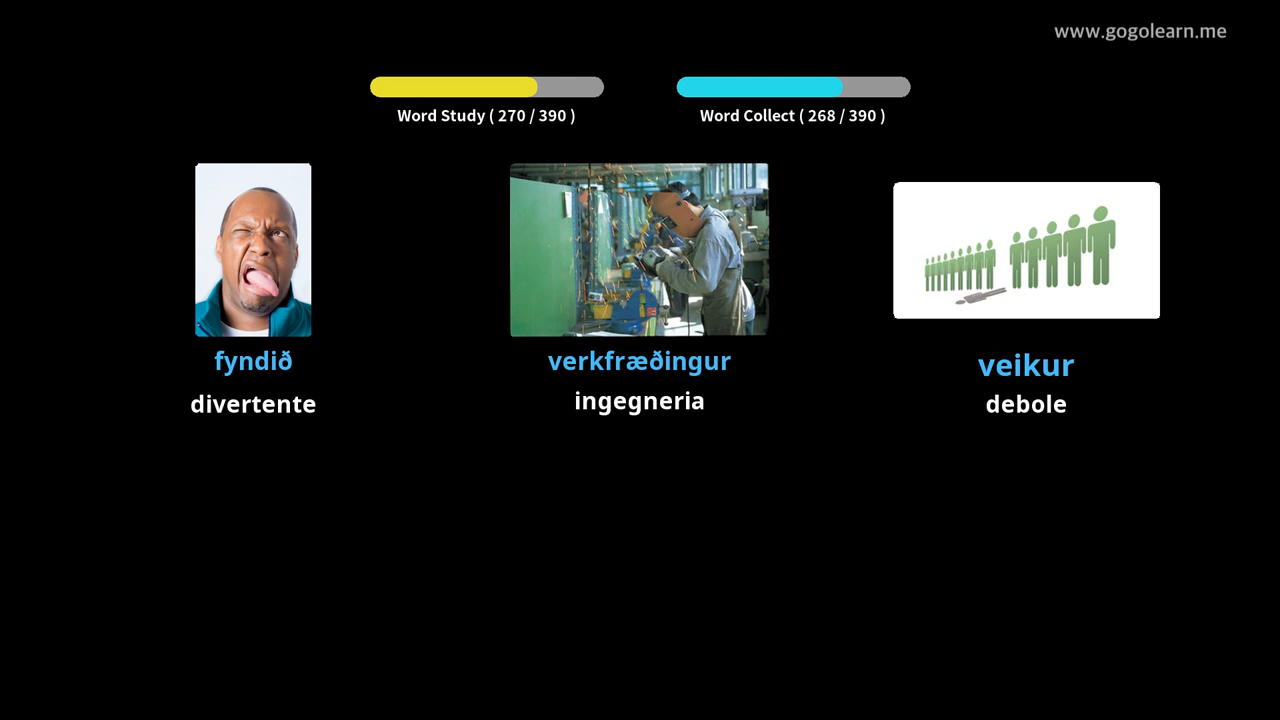 www.gogolearn.me
Word Study ( 270 / 390 )
Word Collect ( 268 / 390 )
fyndið
verkfræðingur
veikur
divertente
ingegneria
debole